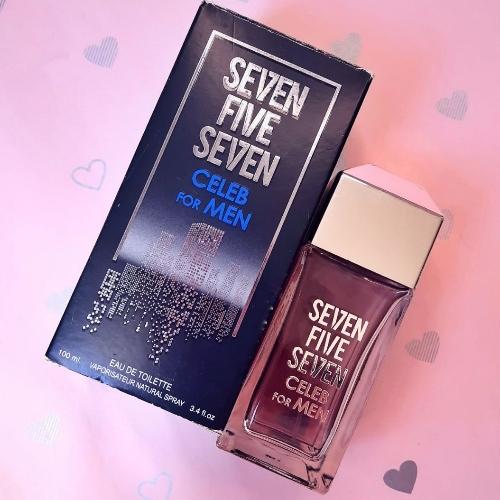 SEVEN
FIVE
SEVEN
CELEB
FOR MEN
100 ml.
EAU DE TOILETTE
VAPORISATEUR NATURAL SPRAY
3.4 fl.oz
SEVEN
FIVE
SEVEN
CELEB
FOR MEN